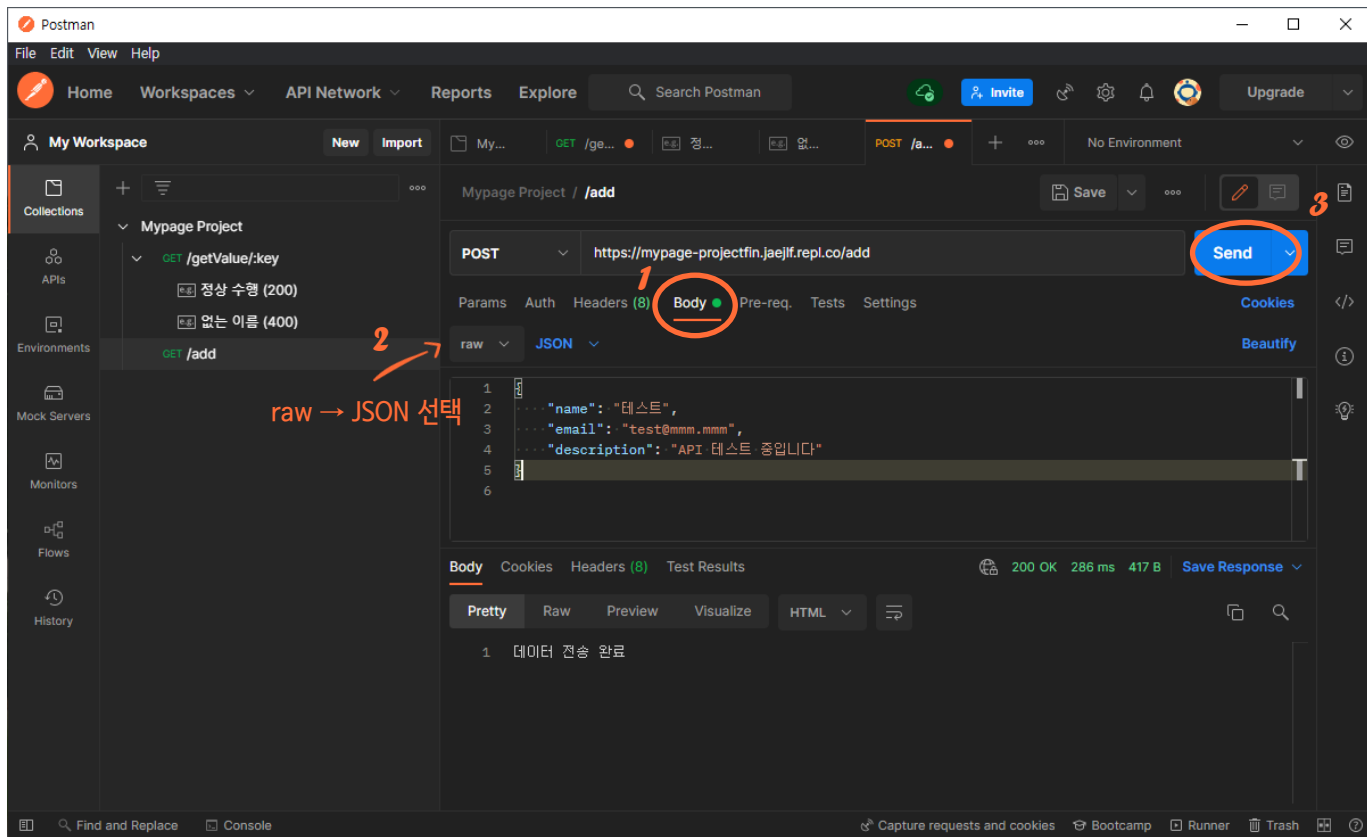 Postman
File Edit View Help
Home Workspaces API Network Reports Explore Search Postman Invite Upgrade
My Workspace New Import My... GET /ge... e.g. 정... e.g. 없... POST /a... No Environment
Collections
APIs
Environments
Mock Servers
Monitors
Flows
History
Mypage Project
GET /getValue/:key
e.g. 정상 수행 (200)
e.g. 없는 이름 (400)
GET /add
Mypage Project / /add Save
3
POST https://mypage-projectfin.jaejlf.repl.co/add Send
1
Params Auth Headers (8) Body Pre-req. Tests Settings Cookies
2
raw JSON Beautify
raw → JSON 선택
1 {
2 "name": "테스트",
3 "email": "test@mmm.mmm",
4 "description": "API 테스트 중입니다"
5 }
6
Body Cookies Headers (8) Test Results 200 OK 286 ms 417 B Save Response
Pretty Raw Preview Visualize HTML
1 데이터 전송 완료
Find and Replace Console Capture requests and cookies Bootcamp Runner Trash